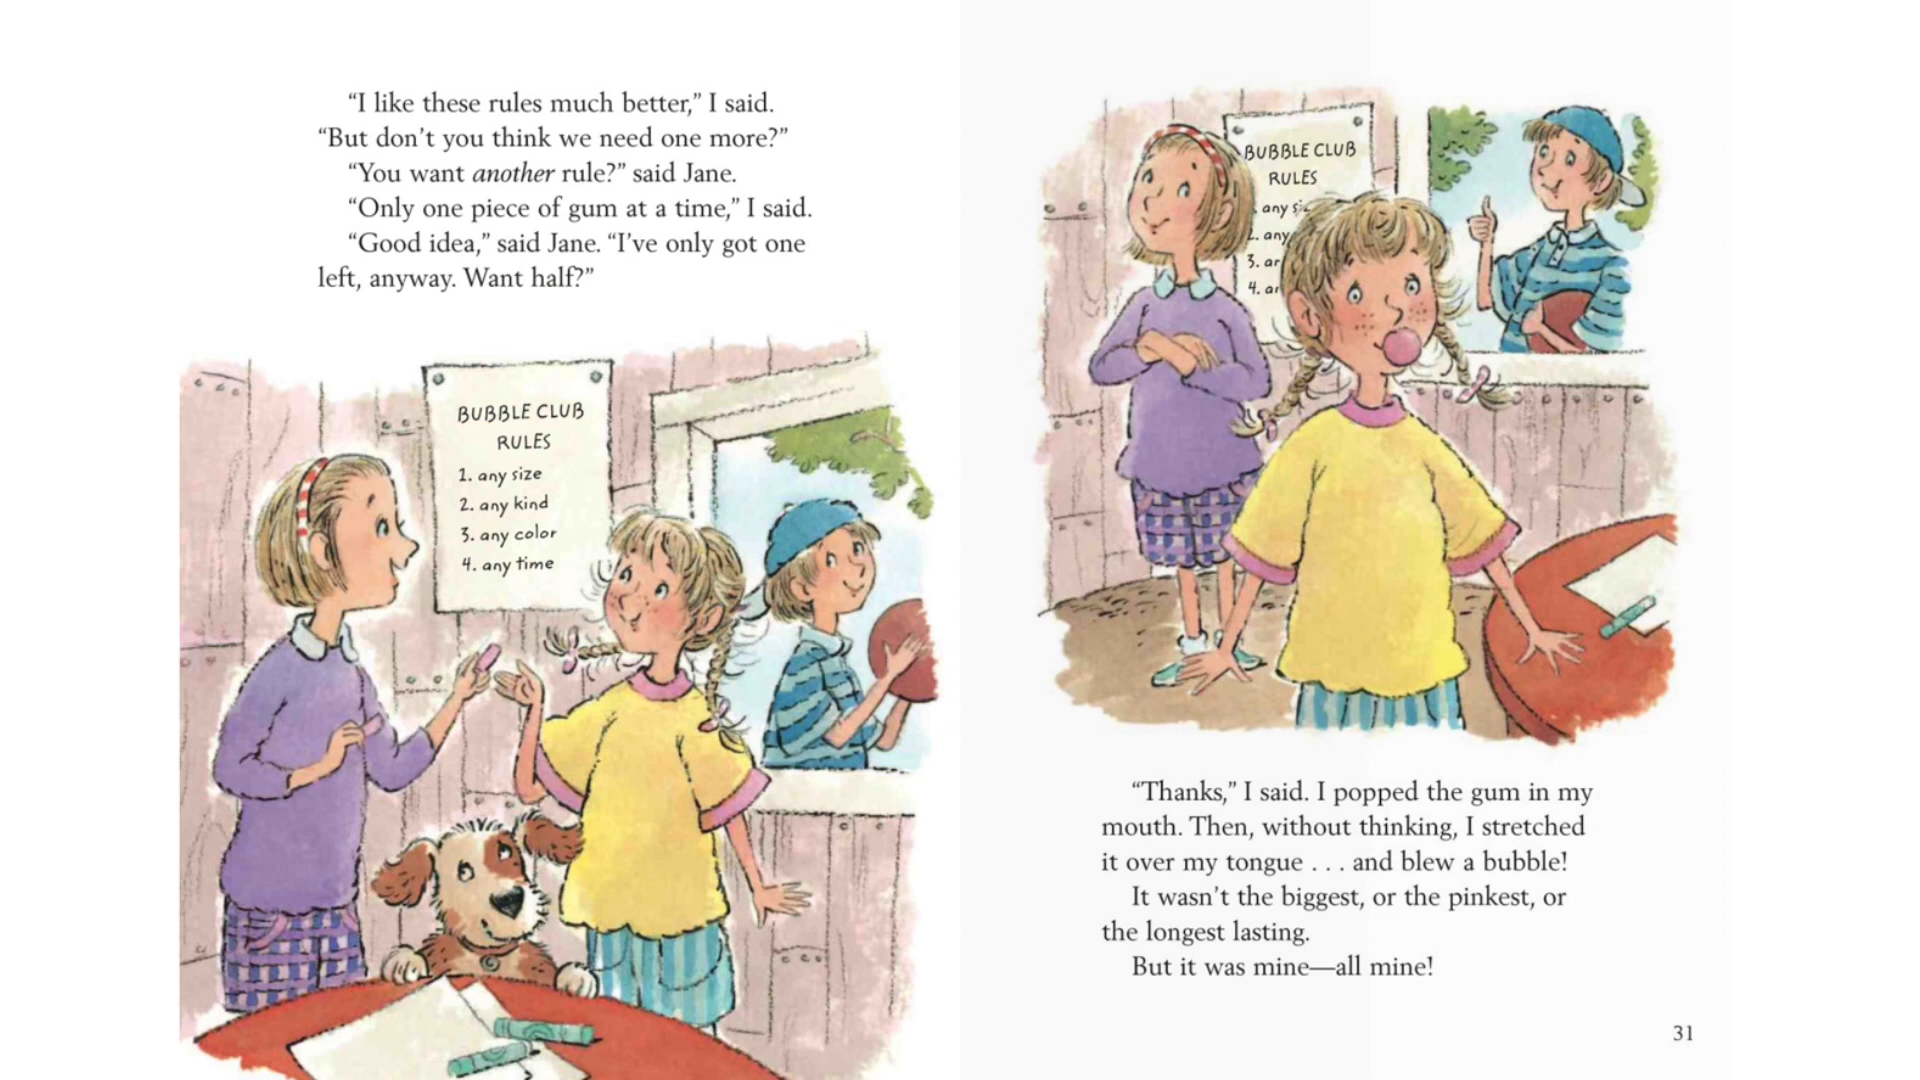 “I like these rules much better,” I said.
“But don’t you think we need one more?”
“You want another rule?” said Jane.
“Only one piece of gum at a time,” I said.
“Good idea,” said Jane. “I’ve only got one
left, anyway. Want half?”
BUBBLE CLUB
RULES
1. any size
2. any kind
3. any color
4. any time
BUBBLE CLUB
RULES
any
2. any
3.
4.
“Thanks,” I said. I popped the gum in my
mouth. Then, without thinking, I stretched
it over my tongue . . . and blew a bubble!
It wasn’t the biggest, or the pinkest, or
the longest lasting.
But it was mine—all mine!
31